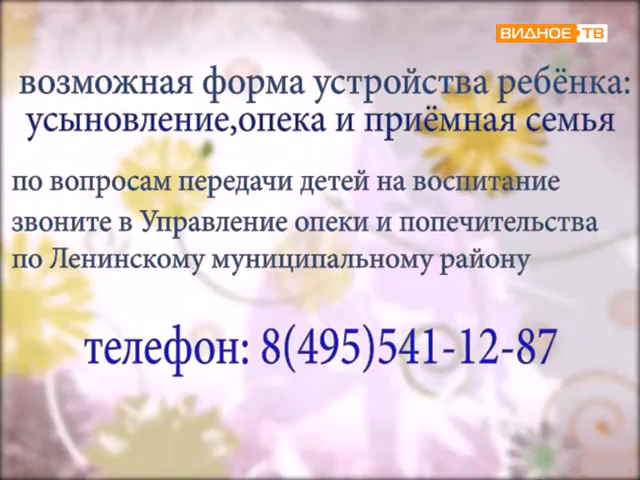 ВИДНОЕ ТВ
возможная форма устройства ребёнка:
усыновление,опека и приёмная семья
по вопросам передачи детей на воспитание
звоните в Управление опеки и попечительства
по Ленинскому муниципальному району
телефон: 8(495)541-12-87